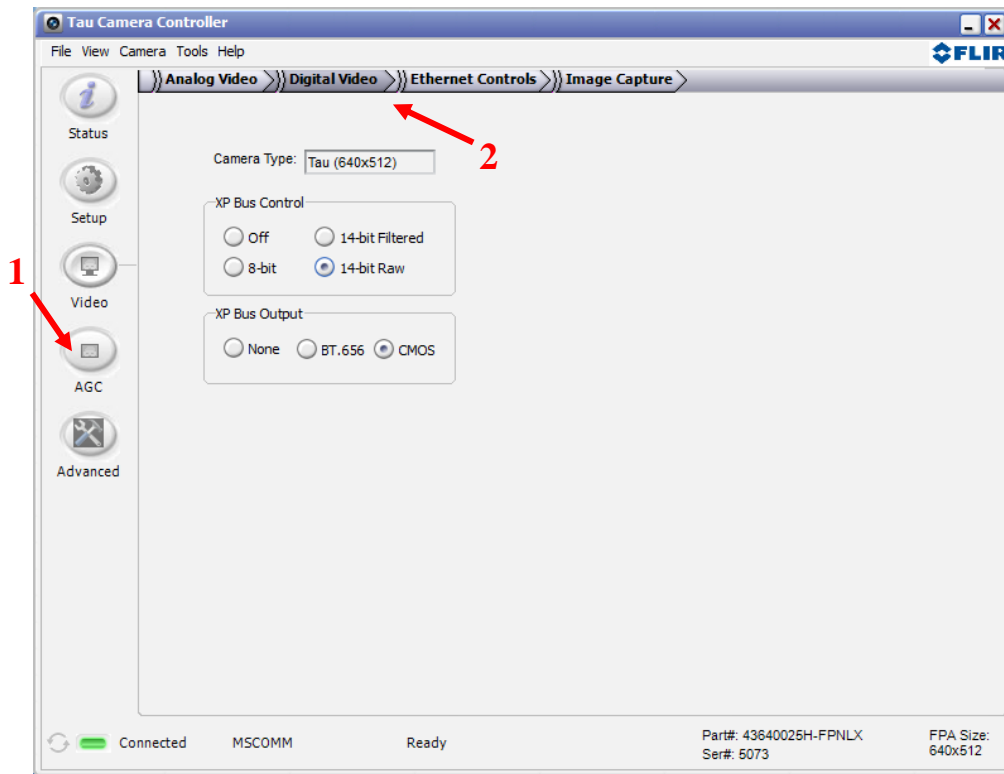 Tau Camera Controller
File View Camera Tools Help
FLIR
Analog Video Digital Video Ethernet Controls Image Capture
Status
Setup
Video
AGC
Advanced
1
2
Camera Type: Tau (640x512)
XP Bus Control
Off 14-bit Filtered
8-bit 14-bit Raw
XP Bus Output
None BT.656 CMOS
Connected MSCOMM Ready
Part#: 43640025H-FPNLX
Ser#: 5073
FPA Size:
640x512